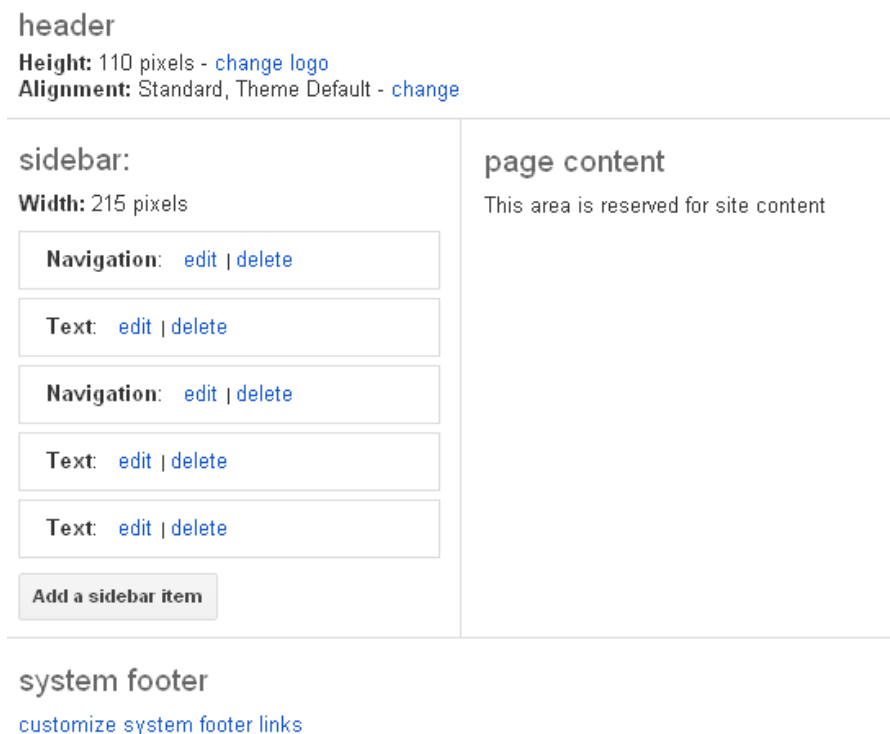 header
Height: 110 pixels - change logo
Alignment: Standard, Theme Default - change
sidebar:
Width: 215 pixels
Navigation: edit | delete
Text: edit | delete
Navigation: edit | delete
Text: edit | delete
Text: edit | delete
Add a sidebar item
page content
This area is reserved for site content
system footer
customize system footer links